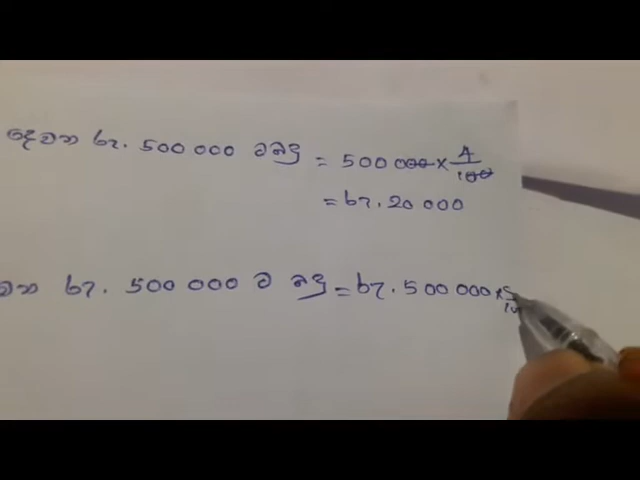 දෙවන රු. 500 000 ට බදු = 500 000 × 4/100
= රු. 20 000
වන රු. 500 000 ට බදු = රු. 500 000 ×